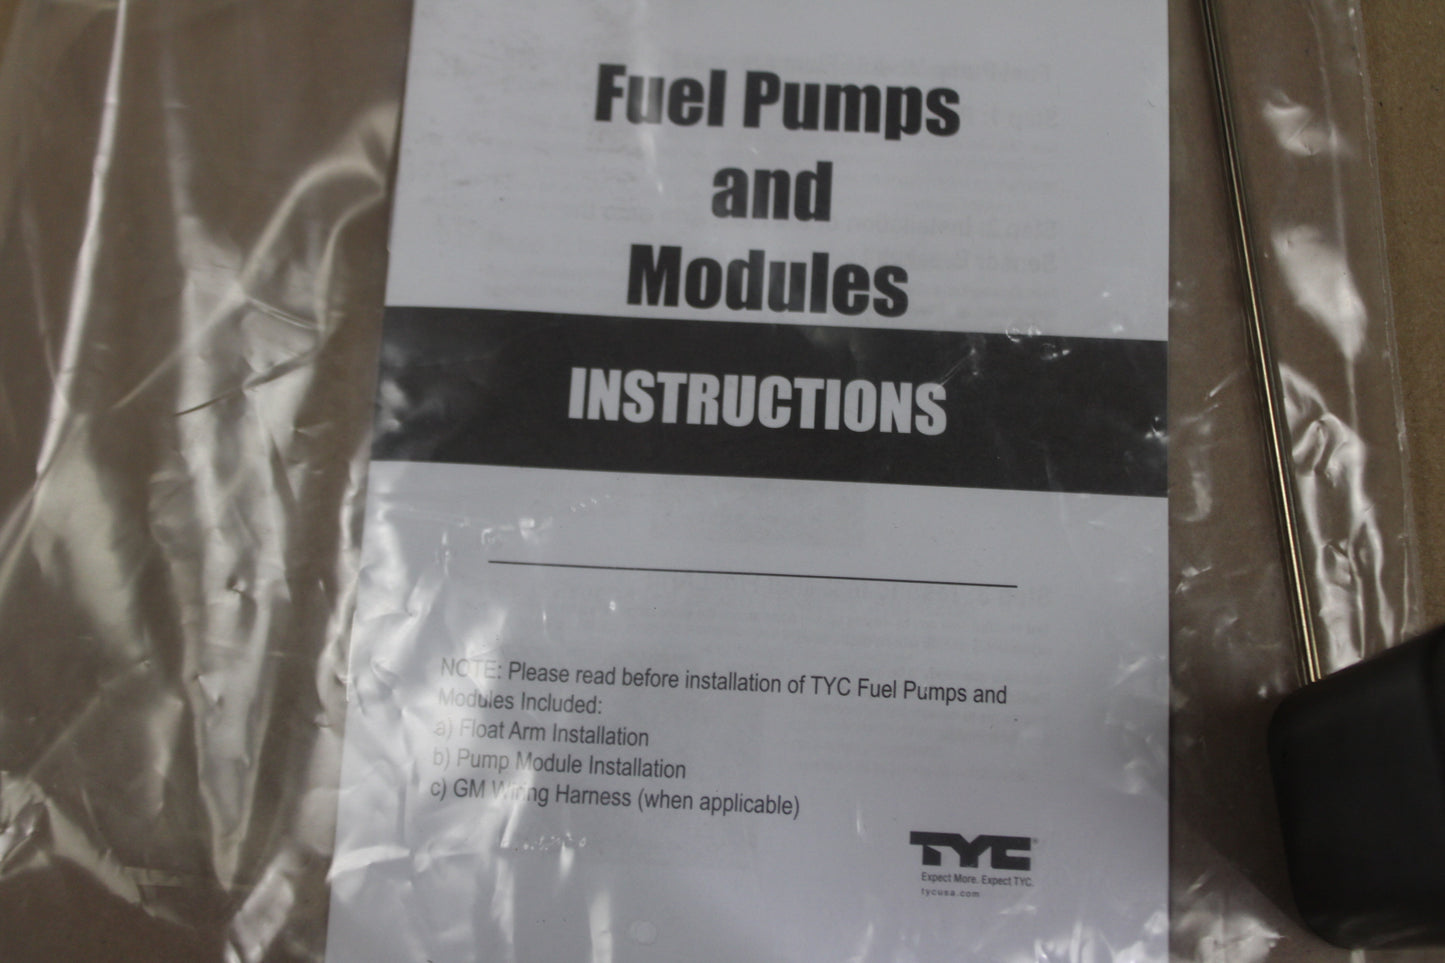 Fuel Pumps
and
Modules
INSTRUCTIONS
NOTE: Please read before installation of TYC Fuel Pumps and
Modules Included:
a) Float Arm Installation
b) Pump Module Installation
c) GM Wiring Harness (when applicable)
TYC®
Expect More. Expect TYC.
tycusa.com